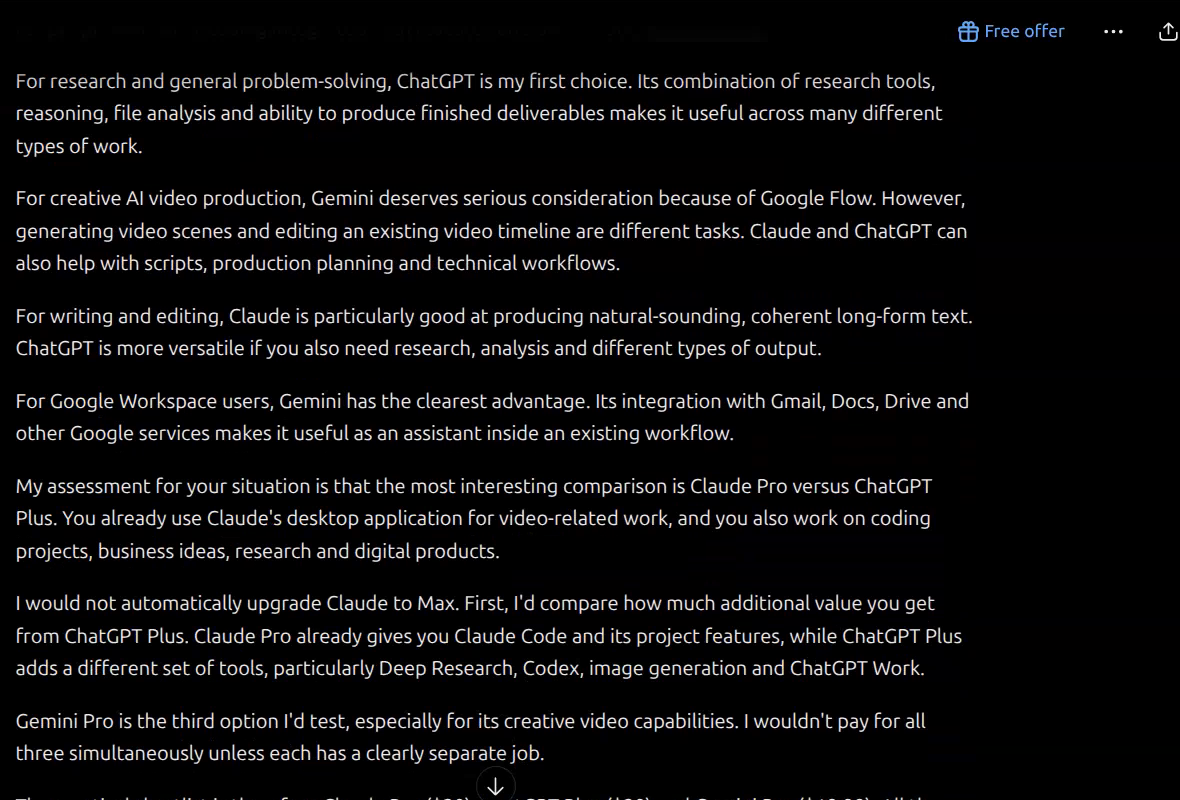 Free offer
For research and general problem-solving, ChatGPT is my first choice. Its combination of research tools,
reasoning, file analysis and ability to produce finished deliverables makes it useful across many different
types of work.
For creative AI video production, Gemini deserves serious consideration because of Google Flow. However,
generating video scenes and editing an existing video timeline are different tasks. Claude and ChatGPT can
also help with scripts, production planning and technical workflows.
For writing and editing, Claude is particularly good at producing natural-sounding, coherent long-form text.
ChatGPT is more versatile if you also need research, analysis and different types of output.
For Google Workspace users, Gemini has the clearest advantage. Its integration with Gmail, Docs, Drive and
other Google services makes it useful as an assistant inside an existing workflow.
My assessment for your situation is that the most interesting comparison is Claude Pro versus ChatGPT
Plus. You already use Claude's desktop application for video-related work, and you also work on coding
projects, business ideas, research and digital products.
I would not automatically upgrade Claude to Max. First, I'd compare how much additional value you get
from ChatGPT Plus. Claude Pro already gives you Claude Code and its project features, while ChatGPT Plus
adds a different set of tools, particularly Deep Research, Codex, image generation and ChatGPT Work.
Gemini Pro is the third option I'd test, especially for its creative video capabilities. I wouldn't pay for all
three simultaneously unless each has a clearly separate job.